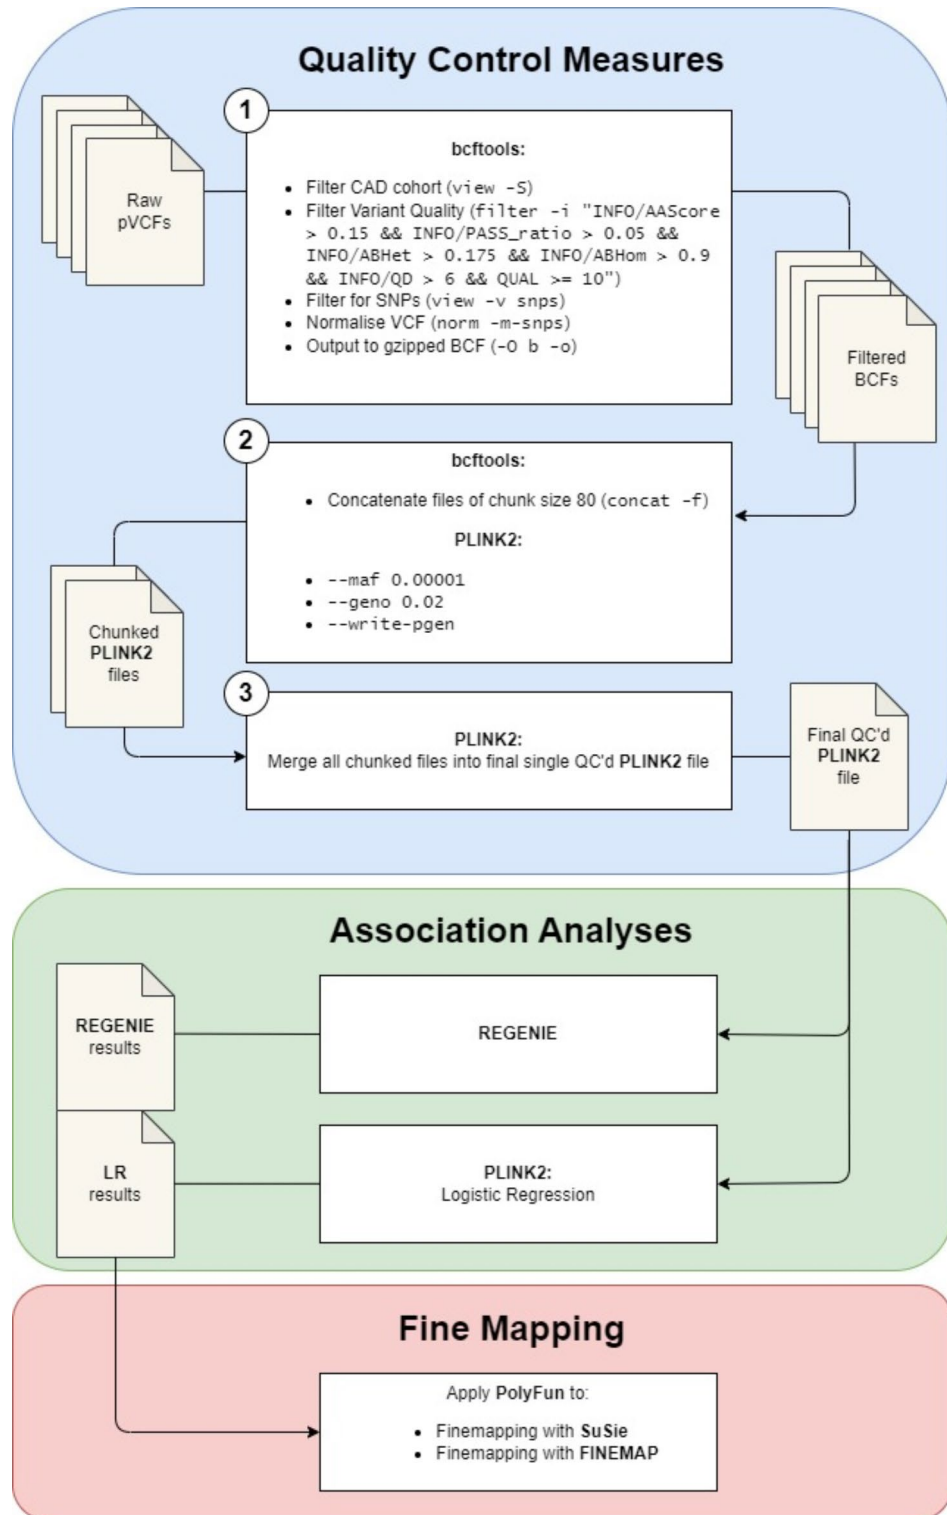 Quality Control Measures
1
bcftools:
Raw
pVCFs
• Filter CAD cohort (view -S)
• Filter Variant Quality (filter -i "INFO/AAScore
> 0.15 && INFO/PASS_ratio > 0.05 &&
INFO/ABHet > 0.175 && INFO/ABHom > 0.9
&& INFO/QD > 6 && QUAL >= 10")
• Filter for SNPs (view -v snps)
• Normalise VCF (norm -m-snps)
• Output to gzipped BCF (-O b -o)
Filtered
BCFs
2
bcftools:
• Concatenate files of chunk size 80 (concat -f)
PLINK2:
• --maf 0.00001
• --geno 0.02
• --write-pgen
Chunked
PLINK2
files
3
PLINK2:
Merge all chunked files into final single QC'd PLINK2 file
Final QC'd
PLINK2
file
Association Analyses
REGENIE
results
REGENIE
LR
results
PLINK2:
Logistic Regression
Fine Mapping
Apply PolyFun to:
• Finemapping with SuSie
• Finemapping with FINEMAP